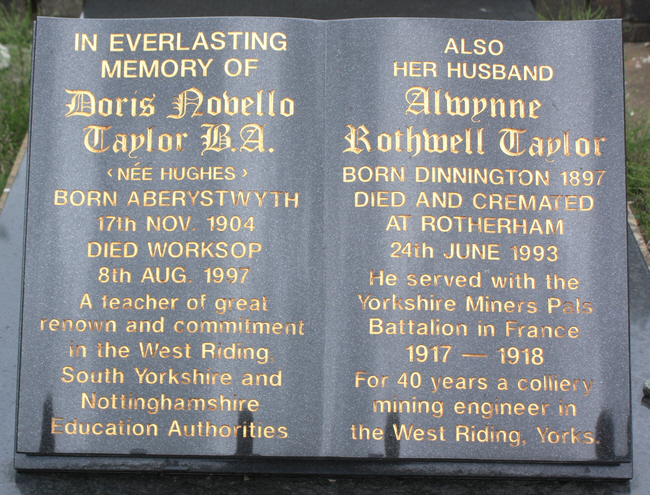 IN EVERLASTING
MEMORY OF
Doris Novello
Taylor B.A.
‹ NÉE HUGHES ›
BORN ABERYSTWYTH
17th NOV. 1904
DIED WORKSOP
8th AUG. 1997
A teacher of great
renown and commitment
in the West Riding,
South Yorkshire and
Nottinghamshire
Education Authorities
ALSO
HER HUSBAND
Alwynne
Rothwell Taylor
BORN DINNINGTON 1897
DIED AND CREMATED
AT ROTHERHAM
24th JUNE 1993
He served with the
Yorkshire Miners Pals
Battalion in France
1917 — 1918
For 40 years a colliery
mining engineer in
the West Riding, Yorks.